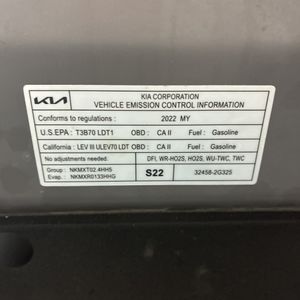 KIA
KIA CORPORATION
VEHICLE EMISSION CONTROL INFORMATION
Conforms to regulations : 2022 MY
U.S.EPA : T3B70 LDT1 OBD : CA II Fuel : Gasoline
California : LEV III ULEV70 LDT OBD : CA II Fuel : Gasoline
No adjustments needed. DFI, WR-HO2S, HO2S, WU-TWC, TWC
Group : NKMXT02.4HH5
Evap : NKMXR0133HHG
S22 32458-2G325